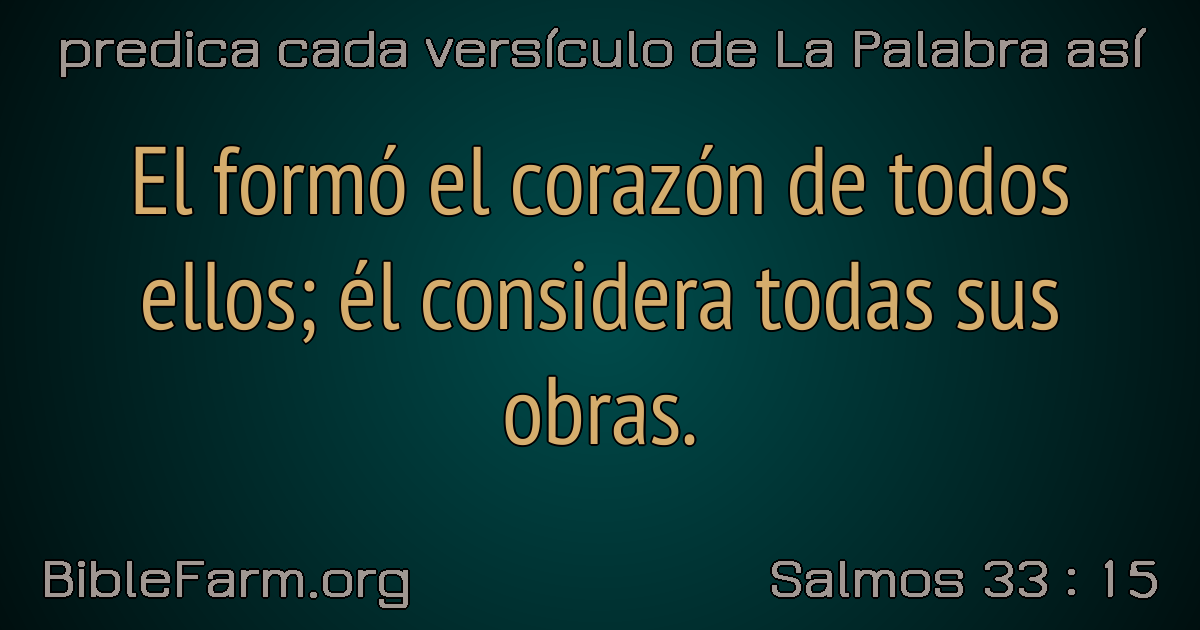 predica cada versículo de La Palabra así
El formó el corazón de todos
ellos; él considera todas sus
obras.
BibleFarm.org
Salmos 33 : 15